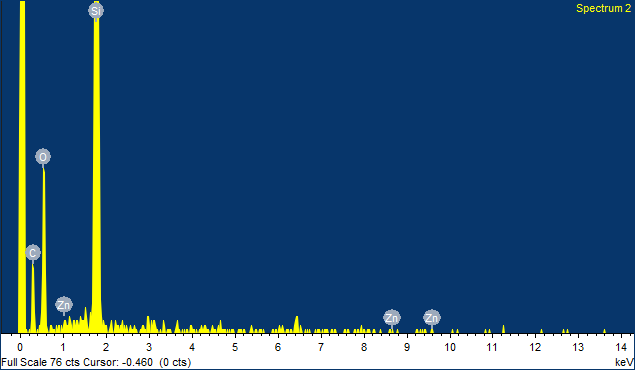 Spectrum 2
Si
O
C
Zn
Zn
Zn
0 1 2 3 4 5 6 7 8 9 10 11 12 13 14
Full Scale 76 cts Cursor: -0.460 (0 cts)
keV